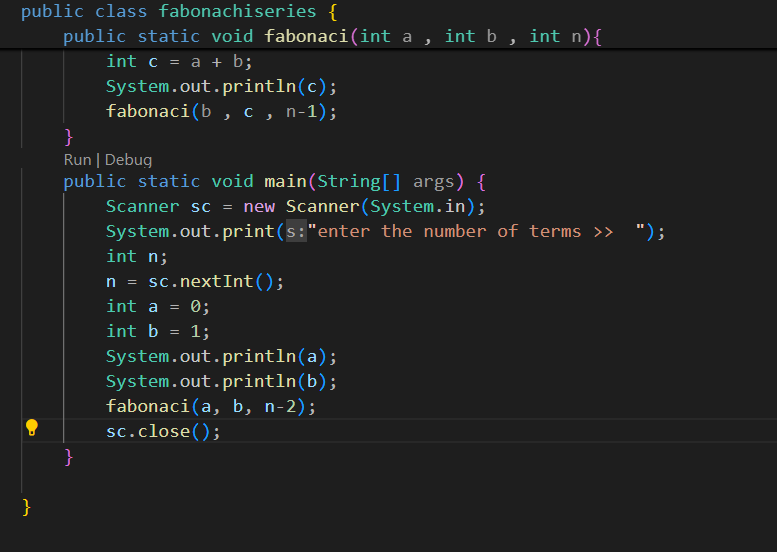 public class fabonachiseries {
public static void fabonaci(int a , int b , int n){
int c = a + b;
System.out.println(c);
fabonaci(b , c , n-1);
}
Run | Debug
public static void main(String[] args) {
Scanner sc = new Scanner(System.in);
System.out.print(s:"enter the number of terms >>  ");
int n;
n = sc.nextInt();
int a = 0;
int b = 1;
System.out.println(a);
System.out.println(b);
fabonaci(a, b, n-2);
sc.close();
}
}